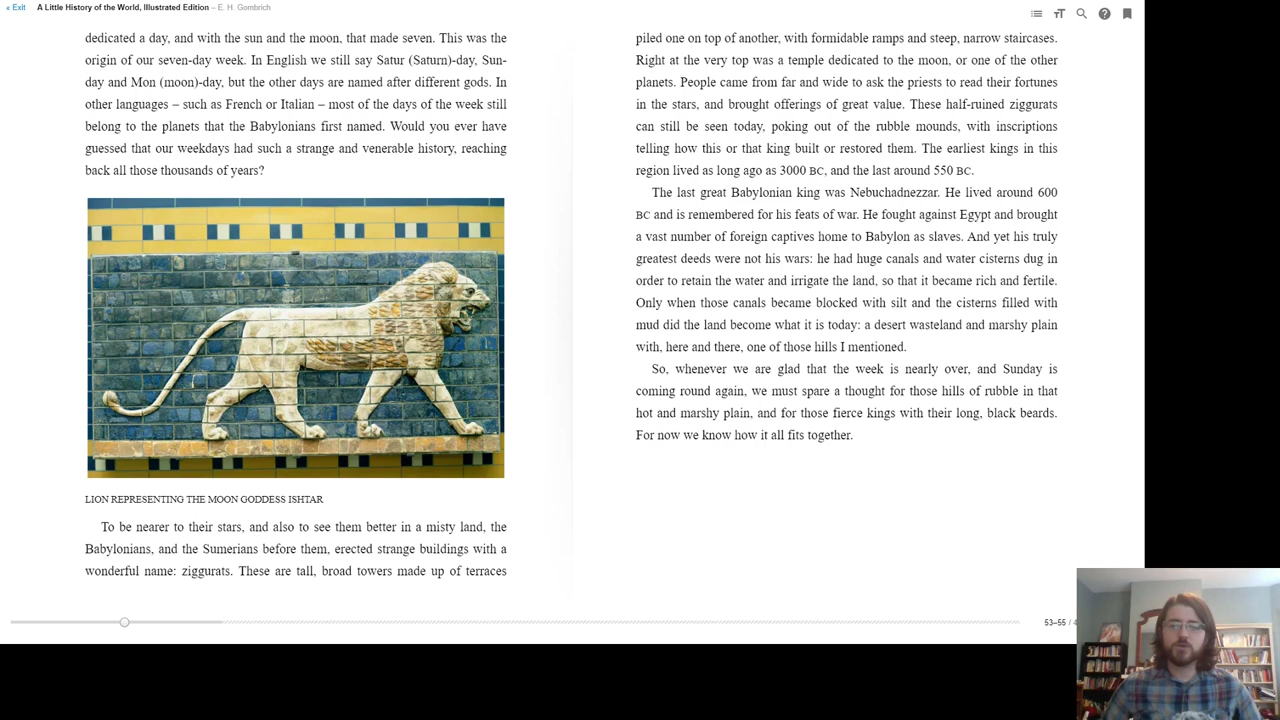 « Exit A Little History of the World, Illustrated Edition – E. H. Gombrich
dedicated a day, and with the sun and the moon, that made seven. This was the
origin of our seven-day week. In English we still say Satur (Saturn)-day, Sun-
day and Mon (moon)-day, but the other days are named after different gods. In
other languages – such as French or Italian – most of the days of the week still
belong to the planets that the Babylonians first named. Would you ever have
guessed that our weekdays had such a strange and venerable history, reaching
back all those thousands of years?
LION REPRESENTING THE MOON GODDESS ISHTAR
To be nearer to their stars, and also to see them better in a misty land, the
Babylonians, and the Sumerians before them, erected strange buildings with a
wonderful name: ziggurats. These are tall, broad towers made up of terraces
piled one on top of another, with formidable ramps and steep, narrow staircases.
Right at the very top was a temple dedicated to the moon, or one of the other
planets. People came from far and wide to ask the priests to read their fortunes
in the stars, and brought offerings of great value. These half-ruined ziggurats
can still be seen today, poking out of the rubble mounds, with inscriptions
telling how this or that king built or restored them. The earliest kings in this
region lived as long ago as 3000 BC, and the last around 550 BC.
The last great Babylonian king was Nebuchadnezzar. He lived around 600
BC and is remembered for his feats of war. He fought against Egypt and brought
a vast number of foreign captives home to Babylon as slaves. And yet his truly
greatest deeds were not his wars: he had huge canals and water cisterns dug in
order to retain the water and irrigate the land, so that it became rich and fertile.
Only when those canals became blocked with silt and the cisterns filled with
mud did the land become what it is today: a desert wasteland and marshy plain
with, here and there, one of those hills I mentioned.
So, whenever we are glad that the week is nearly over, and Sunday is
coming round again, we must spare a thought for those hills of rubble in that
hot and marshy plain, and for those fierce kings with their long, black beards.
For now we know how it all fits together.
53–55 /